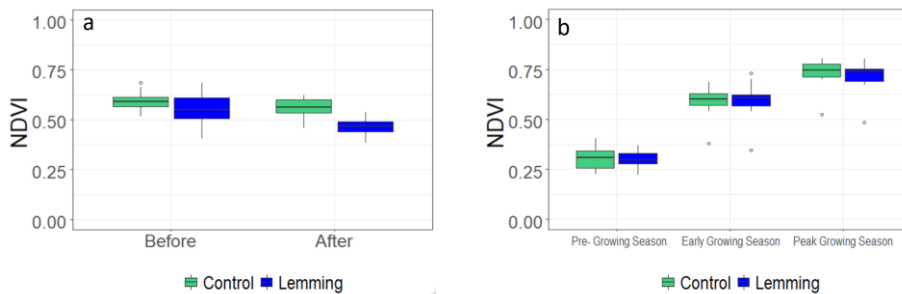 a
NDVI
1.00
0.75
0.50
0.25
0.00
Before After
Control Lemming
b
NDVI
1.00
0.75
0.50
0.25
0.00
Pre- Growing Season Early Growing Season Peak Growing Season
Control Lemming